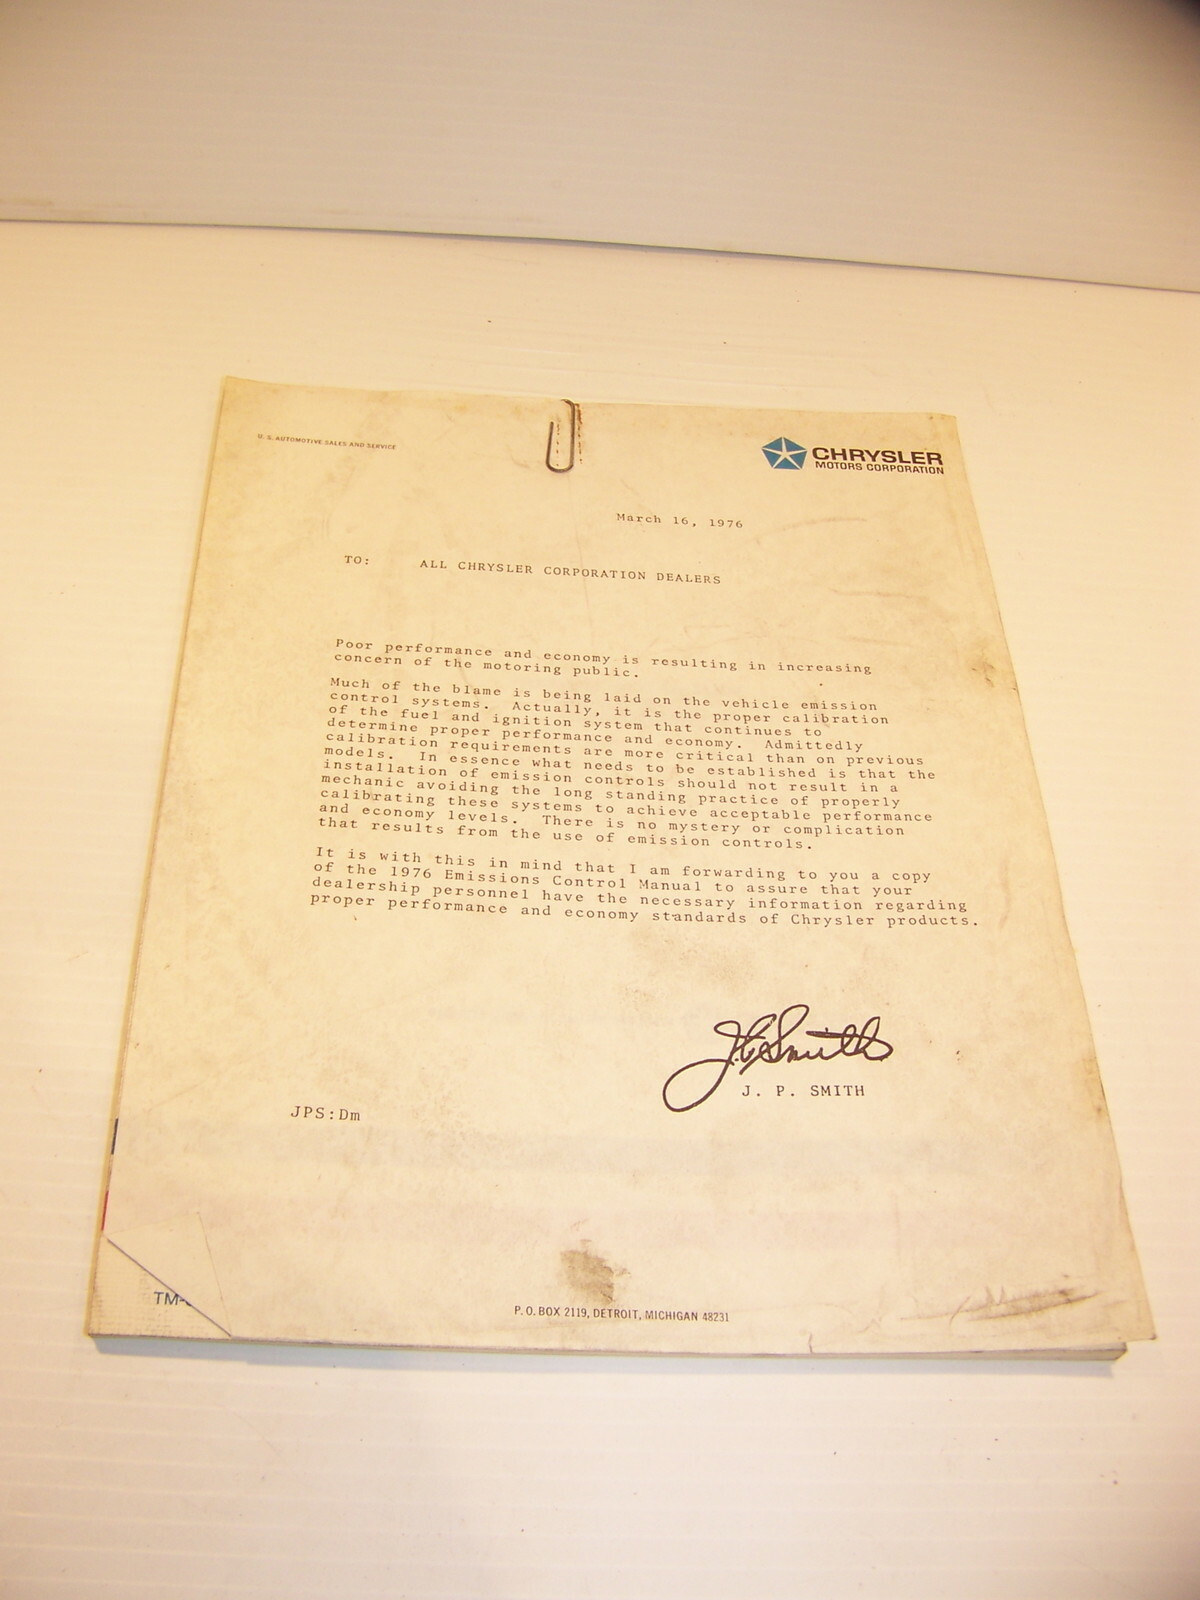 U. S. AUTOMOTIVE SALES AND SERVICE
CHRYSLER
MOTORS CORPORATION
March 16, 1976
TO: ALL CHRYSLER CORPORATION DEALERS
Poor performance and economy is resulting in increasing
concern of the motoring public.
Much of the blame is being laid on the vehicle emission
control systems. Actually, it is the proper calibration
of the fuel and ignition system that continues to
determine proper performance and economy. Admittedly
calibration requirements are more critical than on previous
models. In essence what needs to be established is that the
installation of emission controls should not result in a
mechanic avoiding the long standing practice of properly
calibrating these systems to achieve acceptable performance
and economy levels. There is no mystery or complication
that results from the use of emission controls.
It is with this in mind that I am forwarding to you a copy
of the 1976 Emissions Control Manual to assure that your
dealership personnel have the necessary information regarding
proper performance and economy standards of Chrysler products.
J. P. Smith
J. P. SMITH
JPS:Dm
TM-
P. O. BOX 2119, DETROIT, MICHIGAN 48231